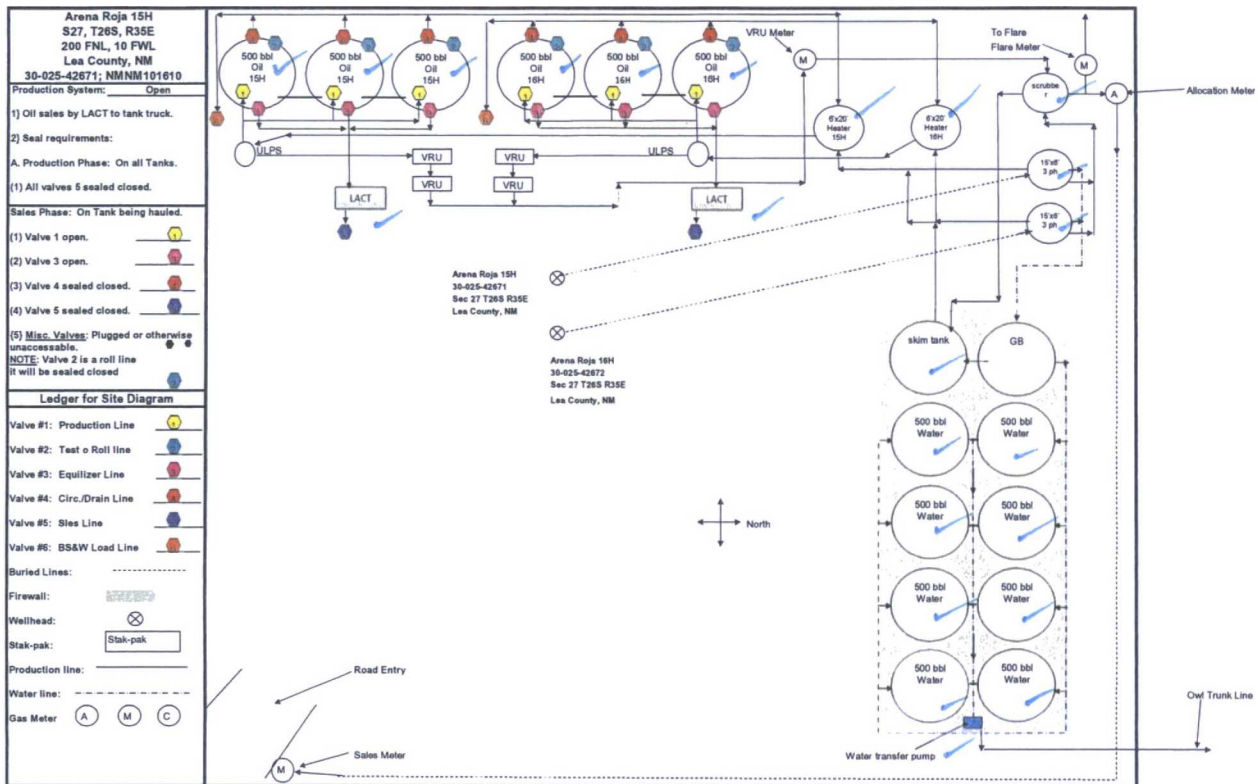 Arena Roja 15H
S27, T26S, R35E
200 FNL, 10 FWL
Lea County, NM
30-025-42671; NMNM101610
Production System: Open
1) Oil sales by LACT to tank truck.
2) Seal requirements:
A. Production Phase: On all Tanks.
(1) All valves 5 sealed closed.
Sales Phase: On Tank being hauled.
(1) Valve 1 open. 1
(2) Valve 3 open. 3
(3) Valve 4 sealed closed.
(4) Valve 5 sealed closed.
(5) Misc. Valves: Plugged or otherwise
unaccessable.
NOTE: Valve 2 is a roll line
it will be sealed closed
Ledger for Site Diagram
Valve #1: Production Line 1
Valve #2: Test o Roll line
Valve #3: Equilizer Line 3
Valve #4: Circ./Drain Line
Valve #5: Sles Line
Valve #6: BS&W Load Line
Buried Lines:
Firewall:
Wellhead:
Stak-pak: Stak-pak
Production line:
Water line:
Gas Meter A M C
500 bbl
Oil
15H
1
500 bbl
Oil
15H
1
500 bbl
Oil
15H
1
500 bbl
Oil
16H
1
500 bbl
Oil
16H
1
500 bbl
Oil
16H
1
ULPS
ULPS
VRU
VRU
VRU
VRU
LACT
LACT
VRU Meter
M
To Flare
Flare Meter
M
scrubbe
r
A
Allocation Meter
6'x20'
Heater
15H
6'x20'
Heater
16H
15'x6'
3 ph
15'x6'
3 ph
Arena Roja 15H
30-025-42671
Sec 27 T26S R35E
Lea County, NM
Arena Roja 16H
30-025-42672
Sec 27 T26S R35E
Lea County, NM
skim tank
GB
500 bbl
Water
500 bbl
Water
500 bbl
Water
500 bbl
Water
500 bbl
Water
500 bbl
Water
500 bbl
Water
500 bbl
Water
North
Road Entry
Sales Meter
M
Water transfer pump
Owl Trunk Line